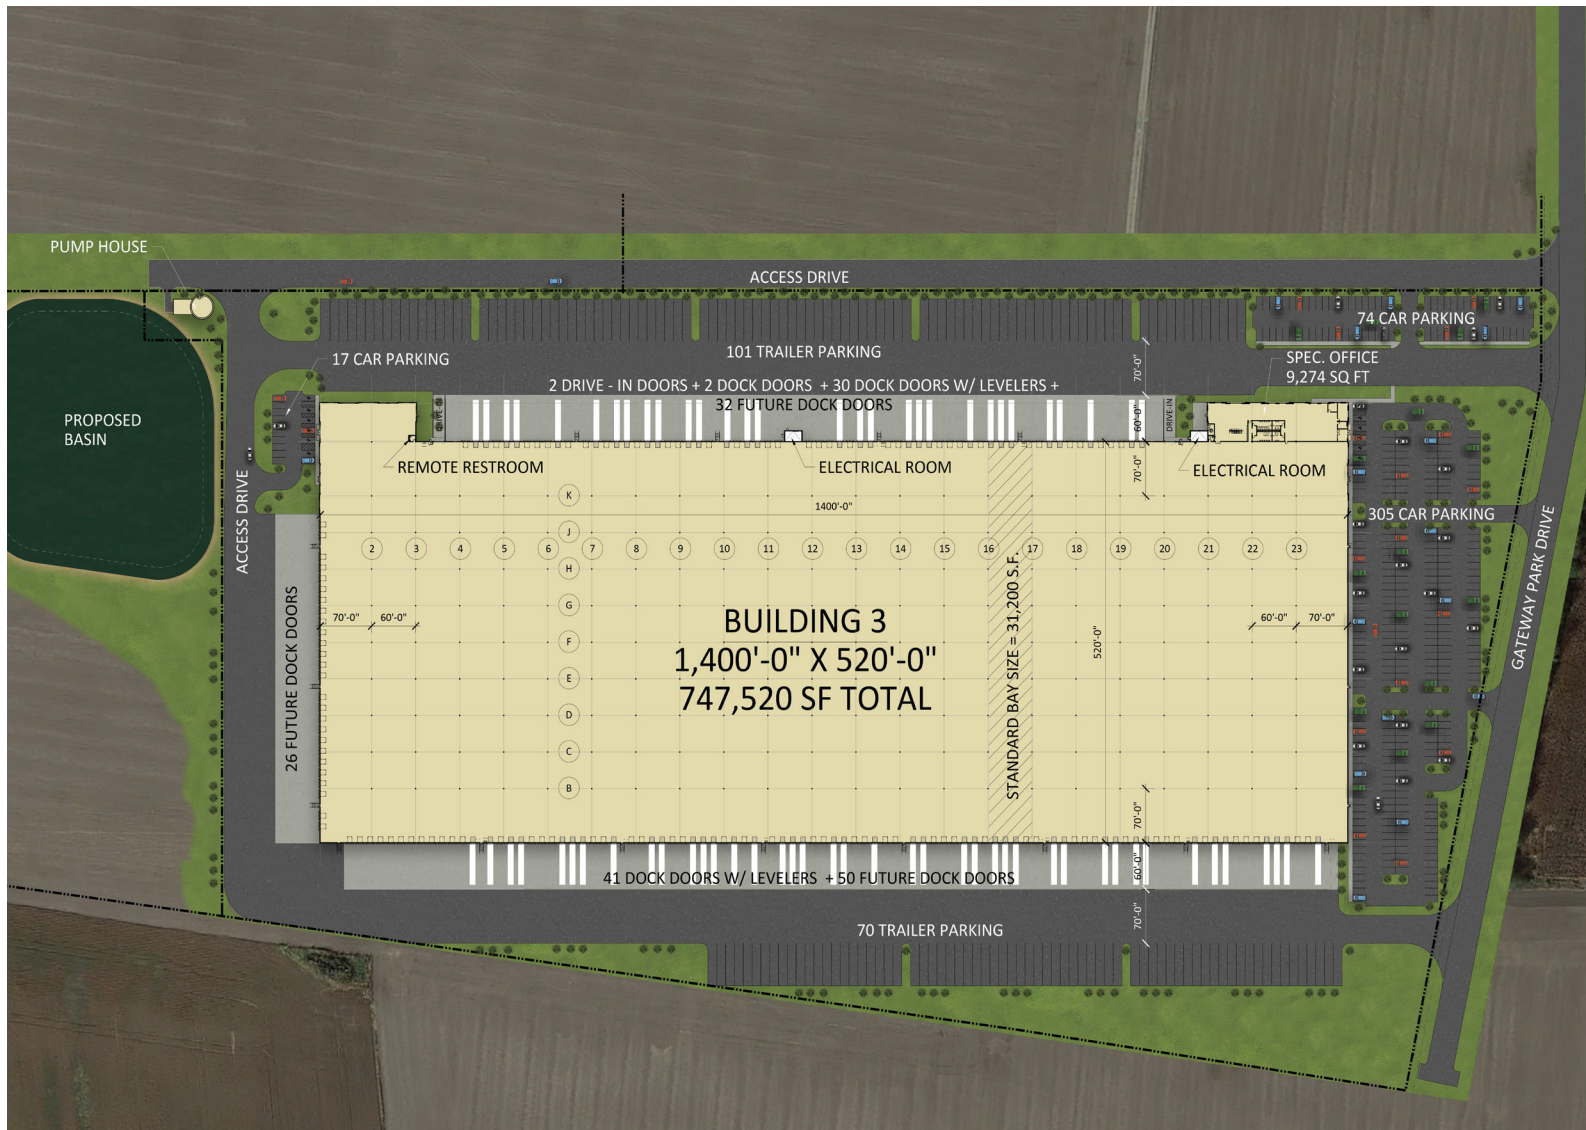 PUMP HOUSE
ACCESS DRIVE
74 CAR PARKING
101 TRAILER PARKING
17 CAR PARKING
70'-0"
SPEC. OFFICE
9,274 SQ FT
2 DRIVE - IN DOORS + 2 DOCK DOORS + 30 DOCK DOORS W/ LEVELERS +
32 FUTURE DOCK DOORS
PROPOSED
BASIN
60'-0"
DRIVE-IN
REMOTE RESTROOM
ELECTRICAL ROOM
ELECTRICAL ROOM
70'-0"
ACCESS DRIVE
K
1400'-0"
305 CAR PARKING
J
2 3 4 5 6 7 8 9 10 11 12 13 14 15 16 17 18 19 20 21 22 23
H
G
GATEWAY PARK DRIVE
26 FUTURE DOCK DOORS
70'-0" 60'-0"
60'-0" 70'-0"
BUILDING 3
1,400'-0" X 520'-0"
747,520 SF TOTAL
F
520'-0"
STANDARD BAY SIZE = 31,200 S.F.
E
D
C
B
70'-0"
60'-0"
41 DOCK DOORS W/ LEVELERS + 50 FUTURE DOCK DOORS
70'-0"
70 TRAILER PARKING